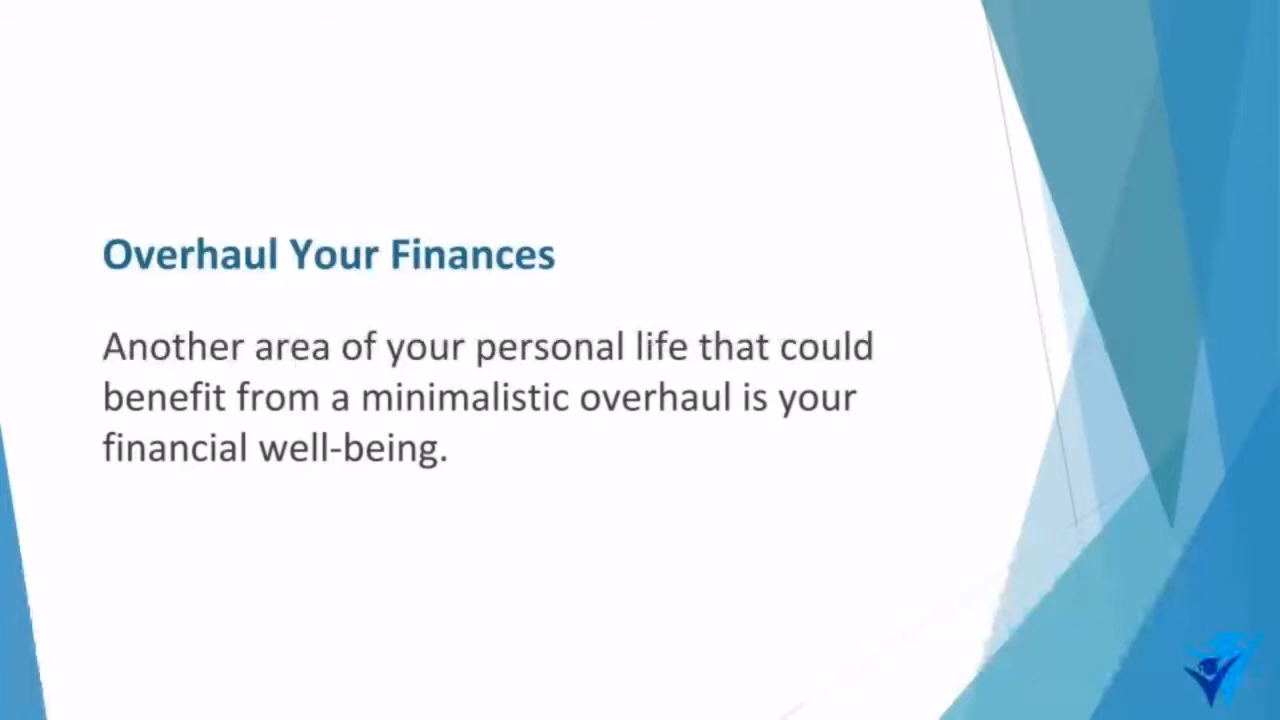 Overhaul Your Finances
Another area of your personal life that could
benefit from a minimalistic overhaul is your
financial well-being.